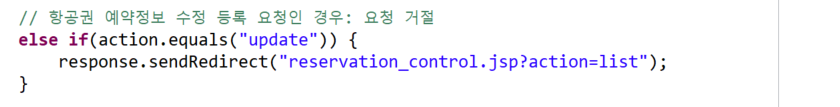 // 항공권 예약정보 수정 등록 요청인 경우: 요청 거절
else if(action.equals("update")) {
    response.sendRedirect("reservation_control.jsp?action=list");
}